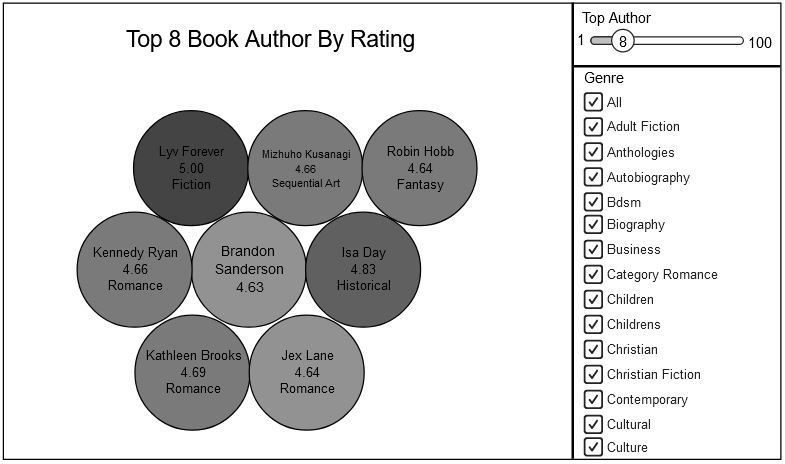 Top 8 Book Author By Rating
Lyv Forever
5.00
Fiction
Mizhuho Kusanagi
4.66
Sequential Art
Robin Hobb
4.64
Fantasy
Kennedy Ryan
4.66
Romance
Brandon
Sanderson
4.63
Isa Day
4.83
Historical
Kathleen Brooks
4.69
Romance
Jex Lane
4.64
Romance
Top Author
1 8 100
Genre
All
Adult Fiction
Anthologies
Autobiography
Bdsm
Biography
Business
Category Romance
Children
Childrens
Christian
Christian Fiction
Contemporary
Cultural
Culture